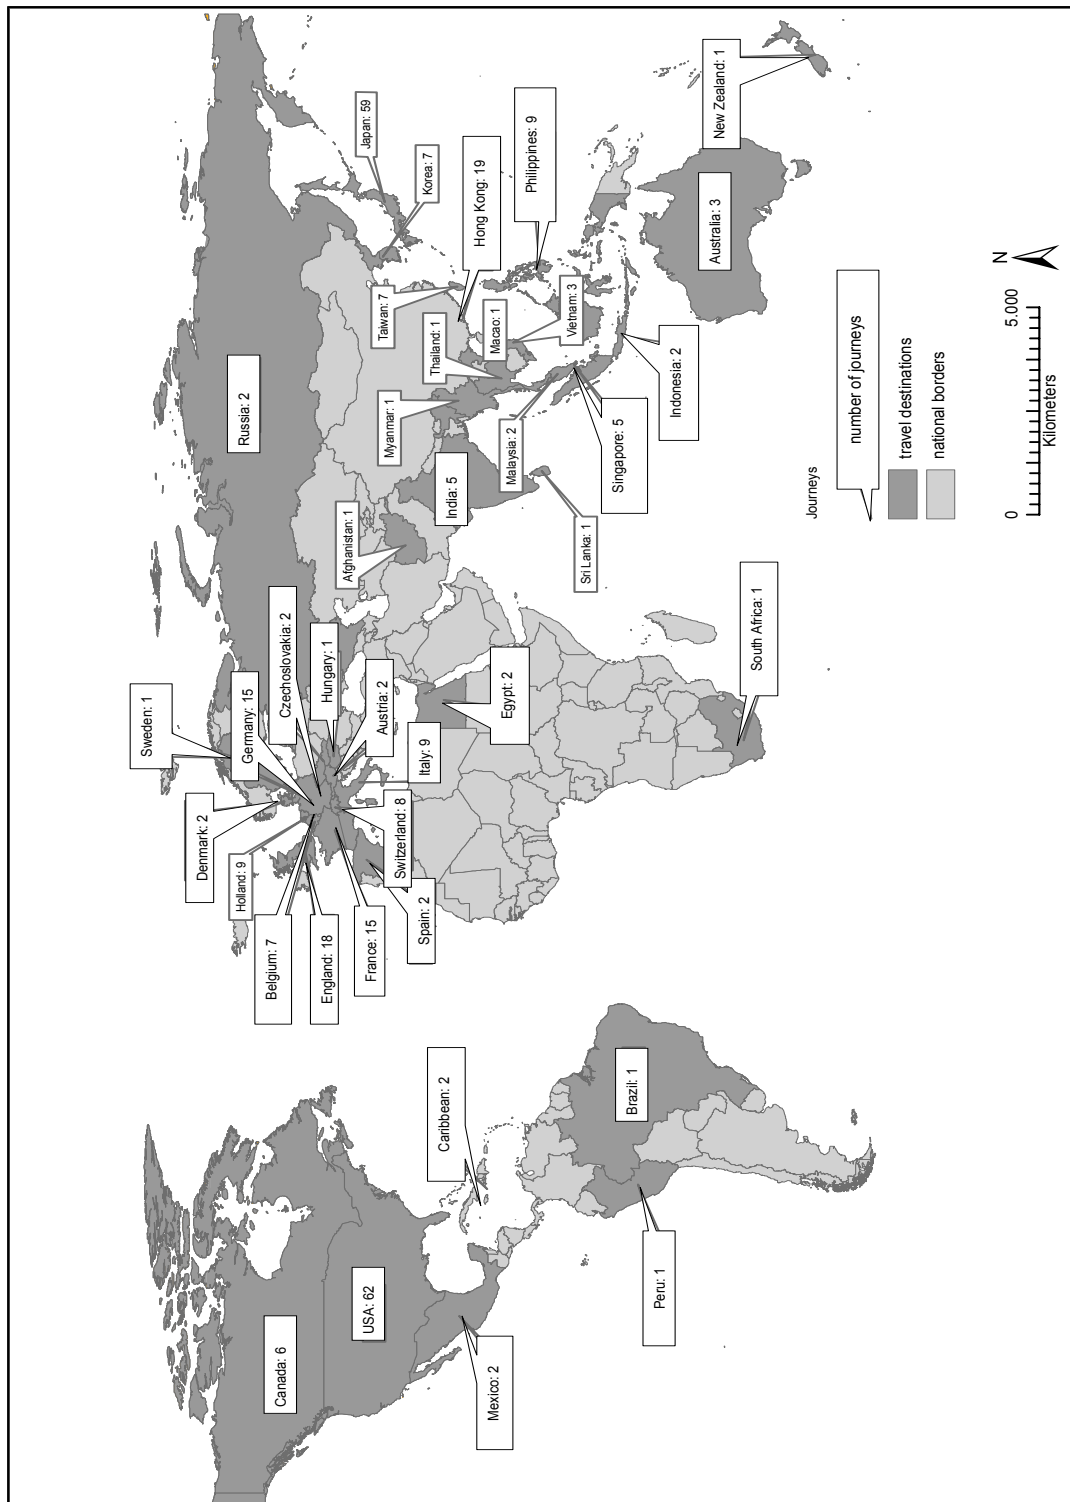 Canada: 6
USA: 62
Mexico: 2
Caribbean: 2
Peru: 1
Brazil: 1
Sweden: 1
Germany: 15
Czechoslovakia: 2
Hungary: 1
Austria: 2
Italy: 9
Denmark: 2
Holland: 9
Belgium: 7
England: 18
France: 15
Spain: 2
Switzerland: 8
Egypt: 2
South Africa: 1
Russia: 2
Afghanistan: 1
India: 5
Sri Lanka: 1
Myanmar: 1
Thailand: 1
Taiwan: 7
Japan: 59
Korea: 7
Hong Kong: 19
Macao: 1
Vietnam: 3
Philippines: 9
Malaysia: 2
Singapore: 5
Indonesia: 2
Australia: 3
New Zealand: 1
Journeys
number of journeys
travel destinations
national borders
N
0 5.000
Kilometers